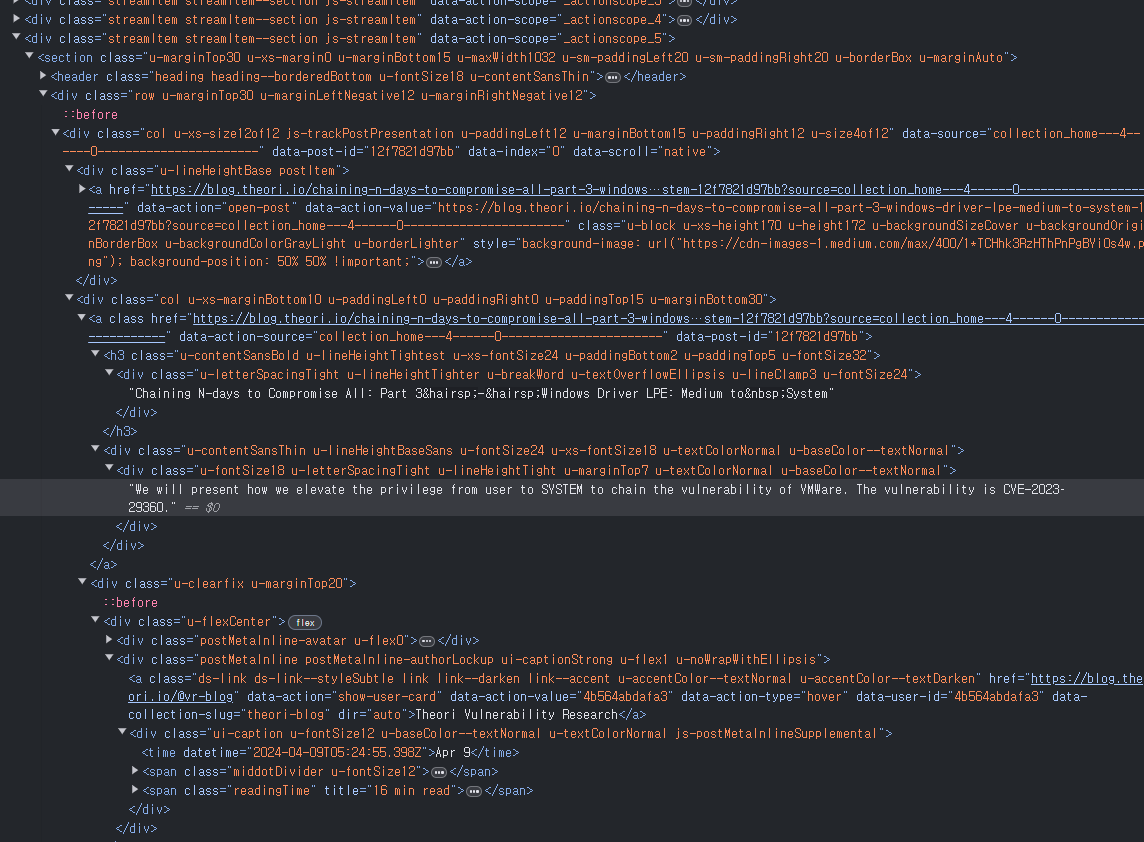 <div class="streamItem streamItem--section js-streamItem" data-action-scope="_actionscope_3">…</div>
<div class="streamItem streamItem--section js-streamItem" data-action-scope="_actionscope_4">…</div>
<div class="streamItem streamItem--section js-streamItem" data-action-scope="_actionscope_5">
<section class="u-marginTop30 u-xs-margin0 u-marginBottom15 u-maxWidth1032 u-sm-paddingLeft20 u-sm-paddingRight20 u-borderBox u-marginAuto">
<header class="heading heading--borderedBottom u-fontSize18 u-contentSansThin">…</header>
<div class="row u-marginTop30 u-marginLeftNegative12 u-marginRightNegative12">
::before
<div class="col u-xs-size12of12 js-trackPostPresentation u-paddingLeft12 u-marginBottom15 u-paddingRight12 u-size4of12" data-source="collection_home---4--
----0-----------------------" data-post-id="12f7821d97bb" data-index="0" data-scroll="native">
<div class="u-lineHeightBase postItem">
<a href="https://blog.theori.io/chaining-n-days-to-compromise-all-part-3-windows…stem-12f7821d97bb?source=collection_home---4------0------------------
-----" data-action="open-post" data-action-value="https://blog.theori.io/chaining-n-days-to-compromise-all-part-3-windows-driver-lpe-medium-to-system-1
2f7821d97bb?source=collection_home---4------0-----------------------" class="u-block u-xs-height170 u-height172 u-backgroundSizeCover u-backgroundOrigi
nBorderBox u-backgroundColorGrayLight u-borderLighter" style="background-image: url("https://cdn-images-1.medium.com/max/400/1*TCHhk3RzHThPnPgBYiOs4w.p
ng"); background-position: 50% 50% !important;">…</a>
</div>
<div class="col u-xs-marginBottom10 u-paddingLeft0 u-paddingRight0 u-paddingTop15 u-marginBottom30">
<a class href="https://blog.theori.io/chaining-n-days-to-compromise-all-part-3-windows…stem-12f7821d97bb?source=collection_home---4------0------------
-----------" data-action-source="collection_home---4------0-----------------------" data-post-id="12f7821d97bb">
<h3 class="u-contentSansBold u-lineHeightTightest u-xs-fontSize24 u-paddingBottom2 u-paddingTop5 u-fontSize32">
<div class="u-letterSpacingTight u-lineHeightTighter u-breakWord u-textOverflowEllipsis u-lineClamp3 u-fontSize24">
"Chaining N-days to Compromise All: Part 3&hairsp;—&hairsp;Windows Driver LPE: Medium to&nbsp;System"
</div>
</h3>
<div class="u-contentSansThin u-lineHeightBaseSans u-fontSize24 u-xs-fontSize18 u-textColorNormal u-baseColor--textNormal">
<div class="u-fontSize18 u-letterSpacingTight u-lineHeightTight u-marginTop7 u-textColorNormal u-baseColor--textNormal">
"We will present how we elevate the privilege from user to SYSTEM to chain the vulnerability of VMWare. The vulnerability is CYE-2023-
29360." == $0
</div>
</div>
</a>
<div class="u-clearfix u-marginTop20">
::before
<div class="u-flexCenter"> flex
<div class="postMetaInline-avatar u-flex0">…</div>
<div class="postMetaInline postMetaInline-authorLockup ui-captionStrong u-flex1 u-noWrapWithEllipsis">
<a class="ds-link ds-link--styleSubtle link link--darken link--accent u-accentColor--textNormal u-accentColor--textDarken" href="https://blog.the
ori.io/@vr-blog" data-action="show-user-card" data-action-value="4b564abdafa3" data-action-type="hover" data-user-id="4b564abdafa3" data-
collection-slug="theori-blog" dir="auto">Theori Vulnerability Research</a>
<div class="ui-caption u-fontSize12 u-baseColor--textNormal u-textColorNormal js-postMetaInlineSupplemental">
<time datetime="2024-04-09T05:24:55.398Z">Apr 9</time>
<span class="middotDivider u-fontSize12">…</span>
<span class="readingTime" title="16 min read">…</span>
</div>
</div>